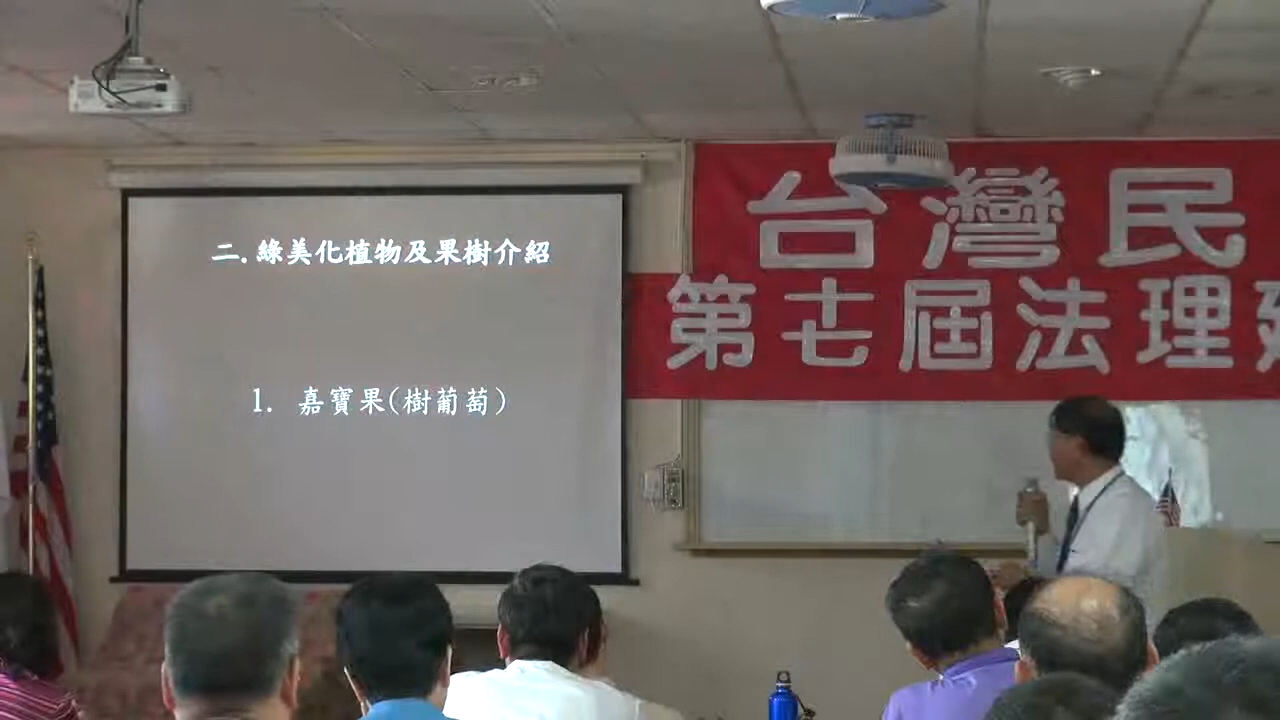 二.綠美化植物及果樹介紹
1. 嘉寶果(樹葡萄)
台灣民
第七屆法理